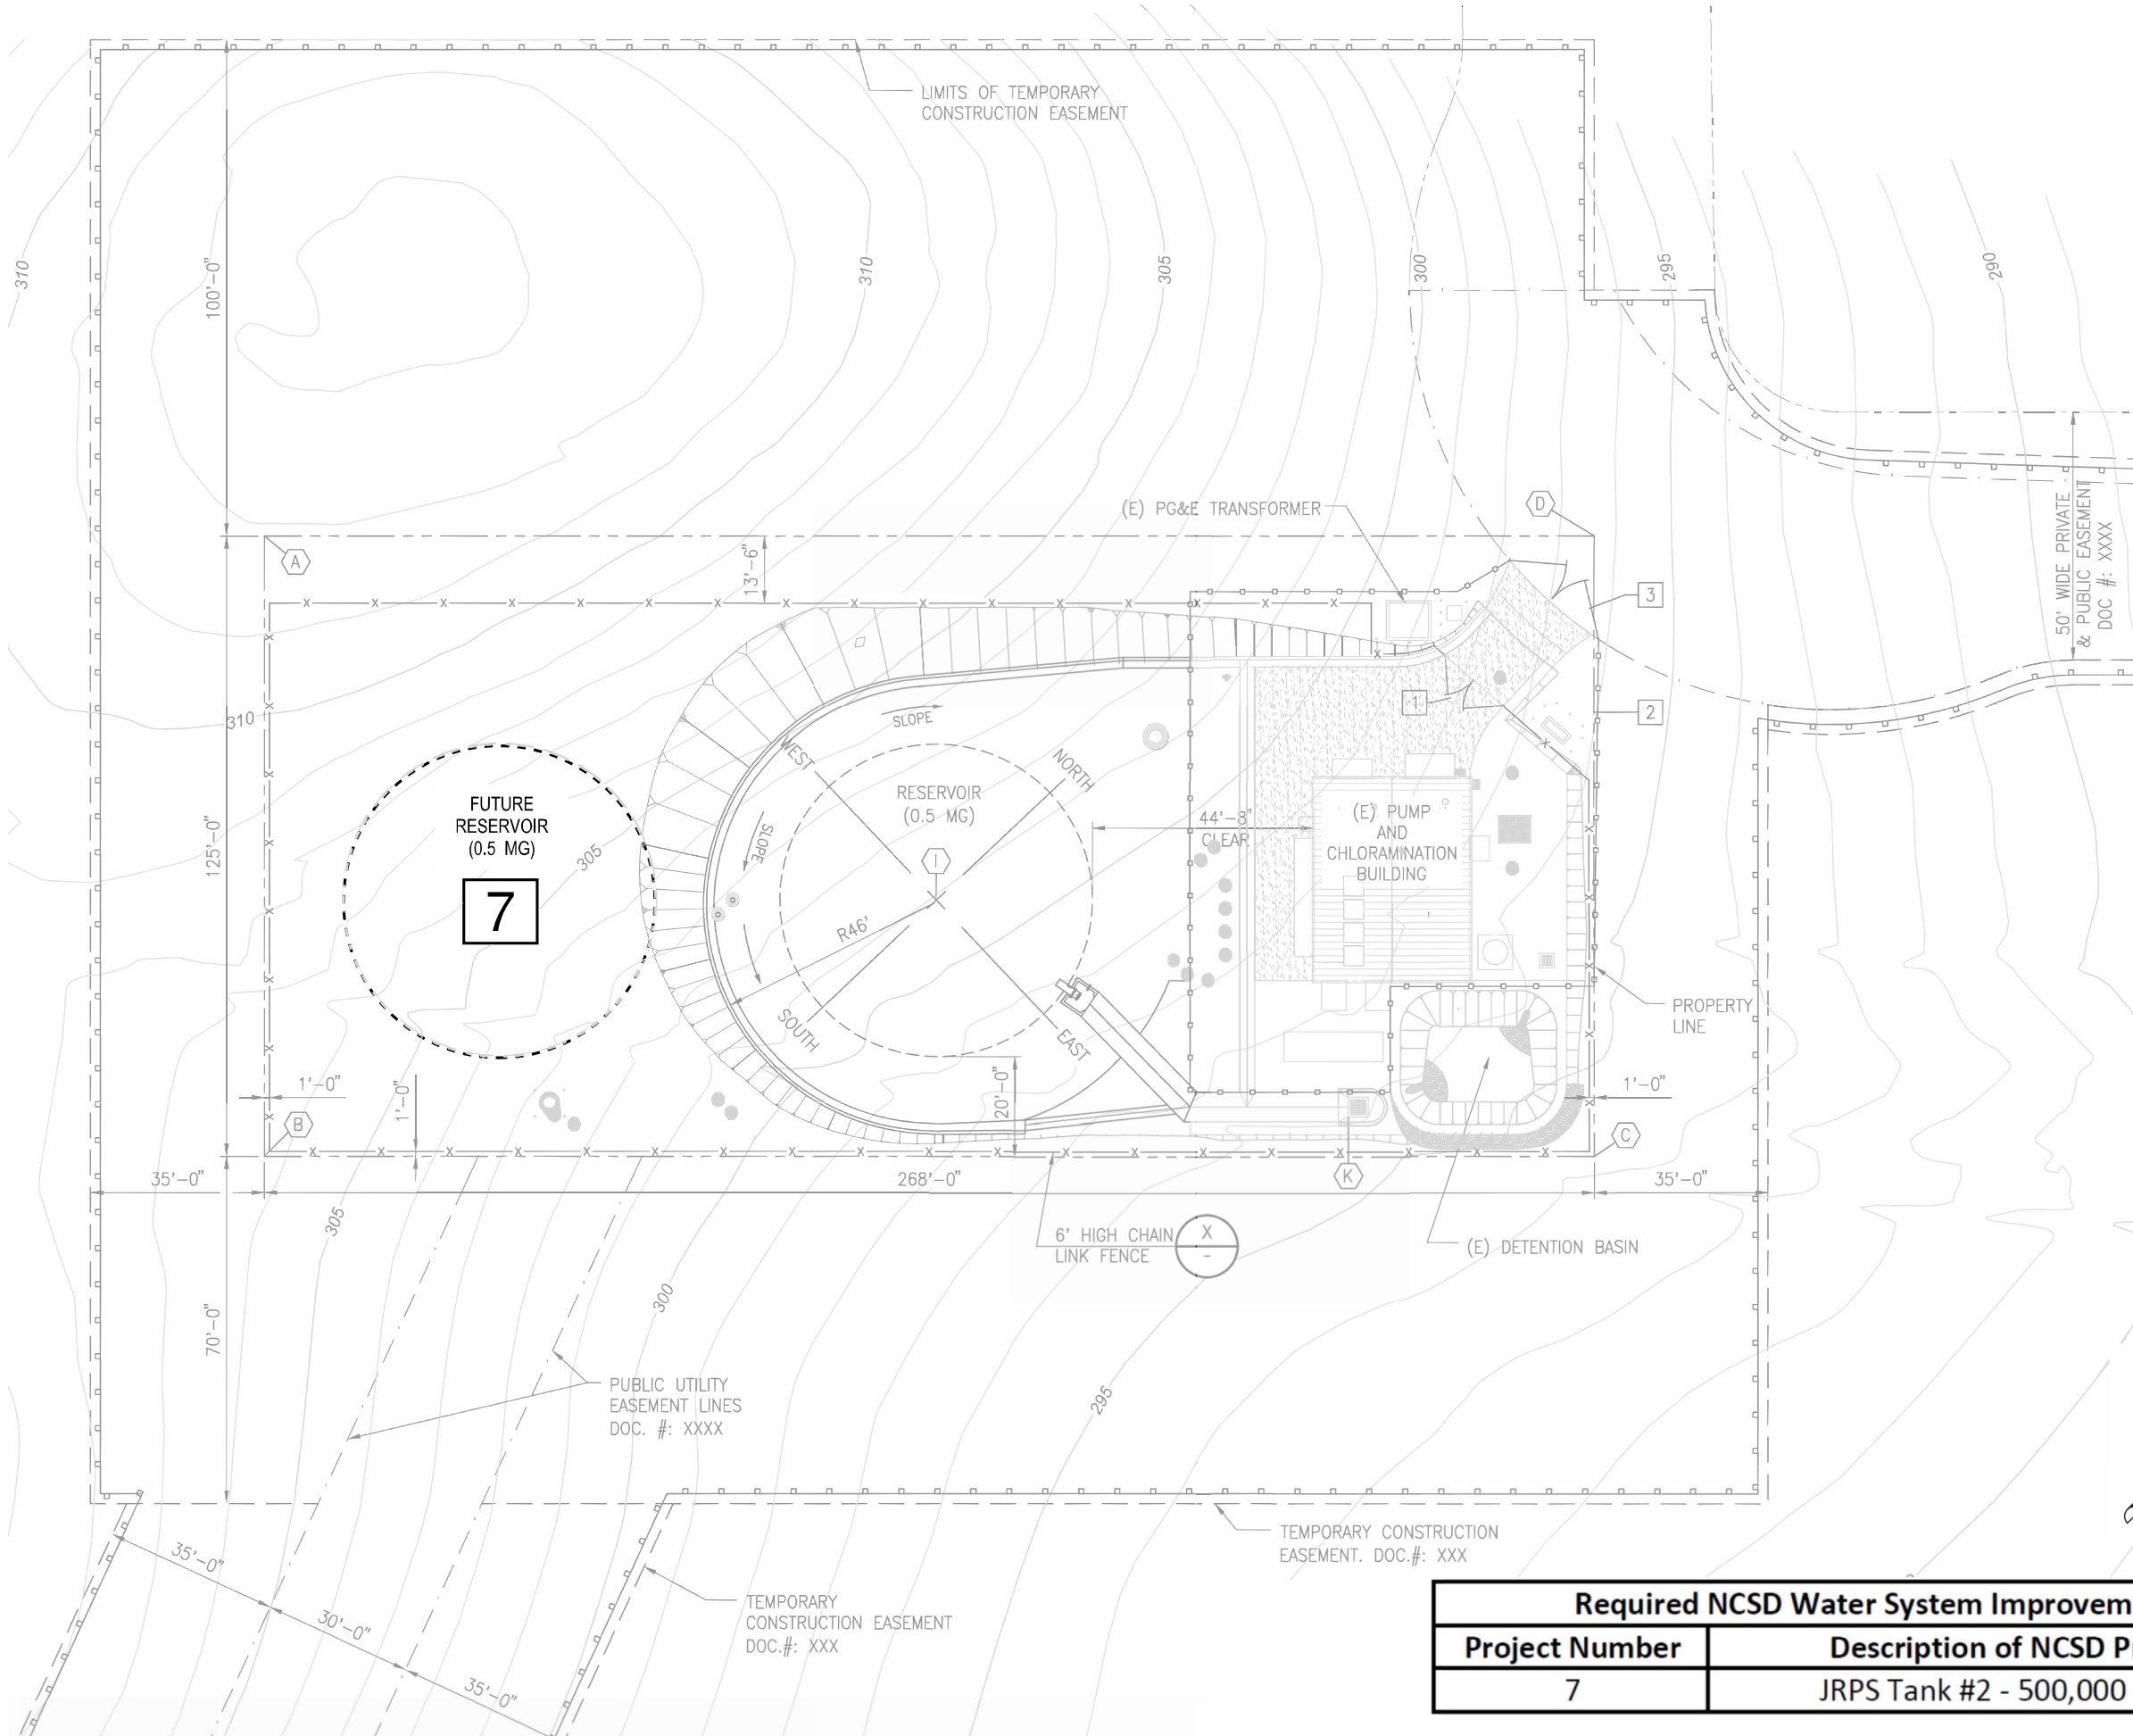 LIMITS OF TEMPORARY
CONSTRUCTION EASEMENT
310
310
305
300
295
290
100'-0"
(E) PG&E TRANSFORMER
D
A
13'-6"
3
50' WIDE PRIVATE
& PUBLIC EASEMENT
DOC #: XXXX
310
SLOPE
1
2
WEST
NORTH
FUTURE
RESERVOIR
(0.5 MG)
7
305
125'-0"
SLOPE
RESERVOIR
(0.5 MG)
I
R46'
44'-8"
CLEAR
(E) PUMP
AND
CHLORAMINATION
BUILDING
SOUTH
EAST
PROPERTY
LINE
1'-0"
1'-0"
20'-0"
1'-0"
B
C
K
35'-0"
268'-0"
35'-0"
305
6' HIGH CHAIN
LINK FENCE
X
-
(E) DETENTION BASIN
300
70'-0"
295
PUBLIC UTILITY
EASEMENT LINES
DOC. #: XXXX
TEMPORARY CONSTRUCTION
EASEMENT. DOC.#: XXX
35'-0"
30'-0"
35'-0"
TEMPORARY
CONSTRUCTION EASEMENT
DOC.#: XXX
Required NCSD Water System Improvem
Project Number Description of NCSD P
7 JRPS Tank #2 - 500,000